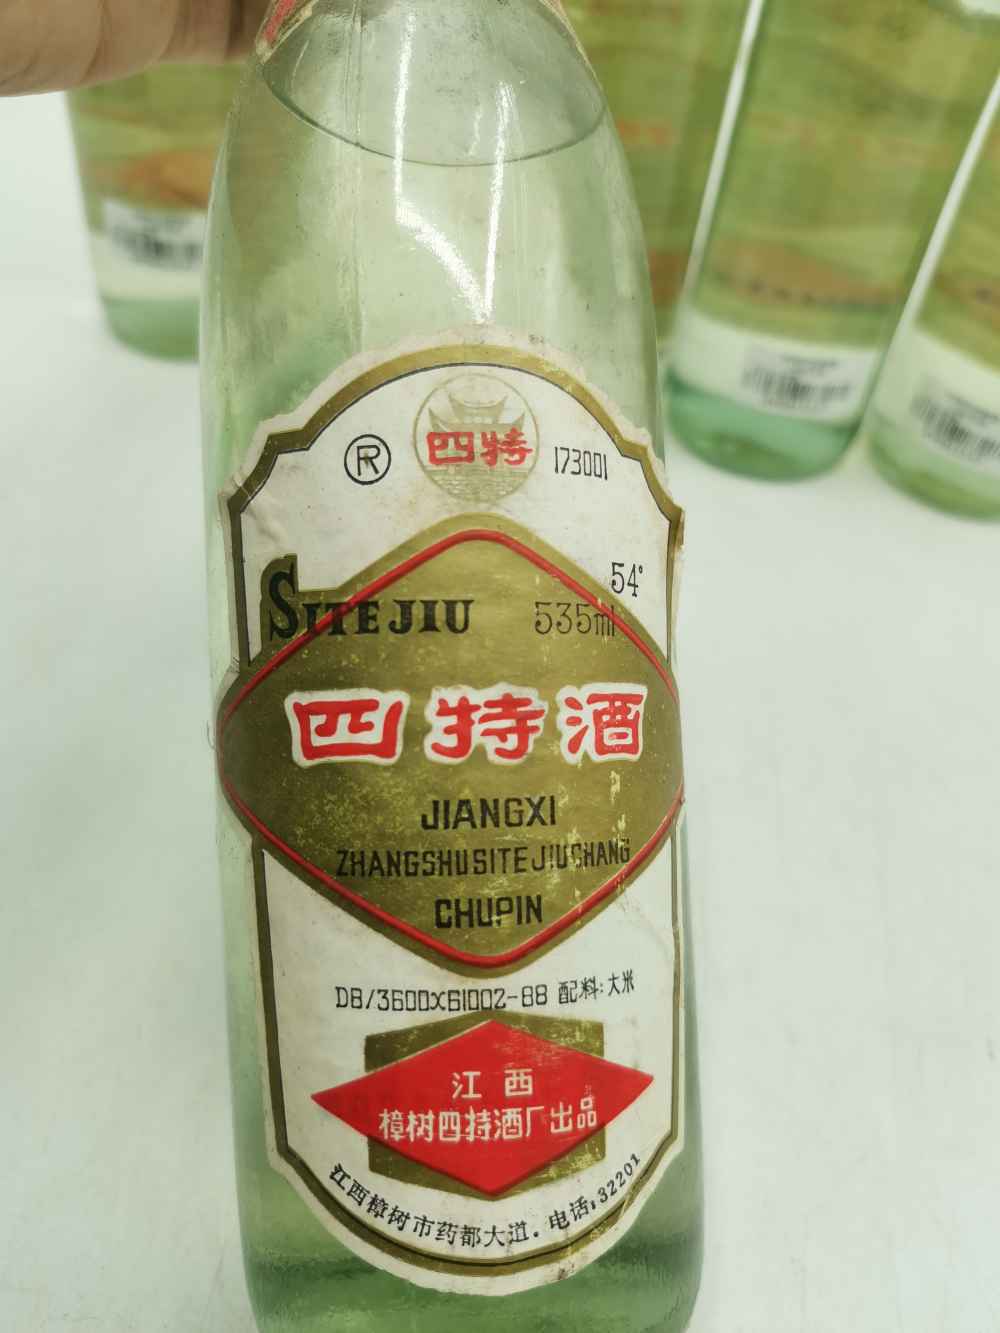 ®
四特
173001
54°
SITE JIU
535ml
四特酒
JIANGXI
ZHANGSHUSITEJIUCHANG
CHUPIN
DB/3600X61002-88 配料:大米
江西
樟树四特酒厂出品
江西樟树市药都大道. 电话:32201